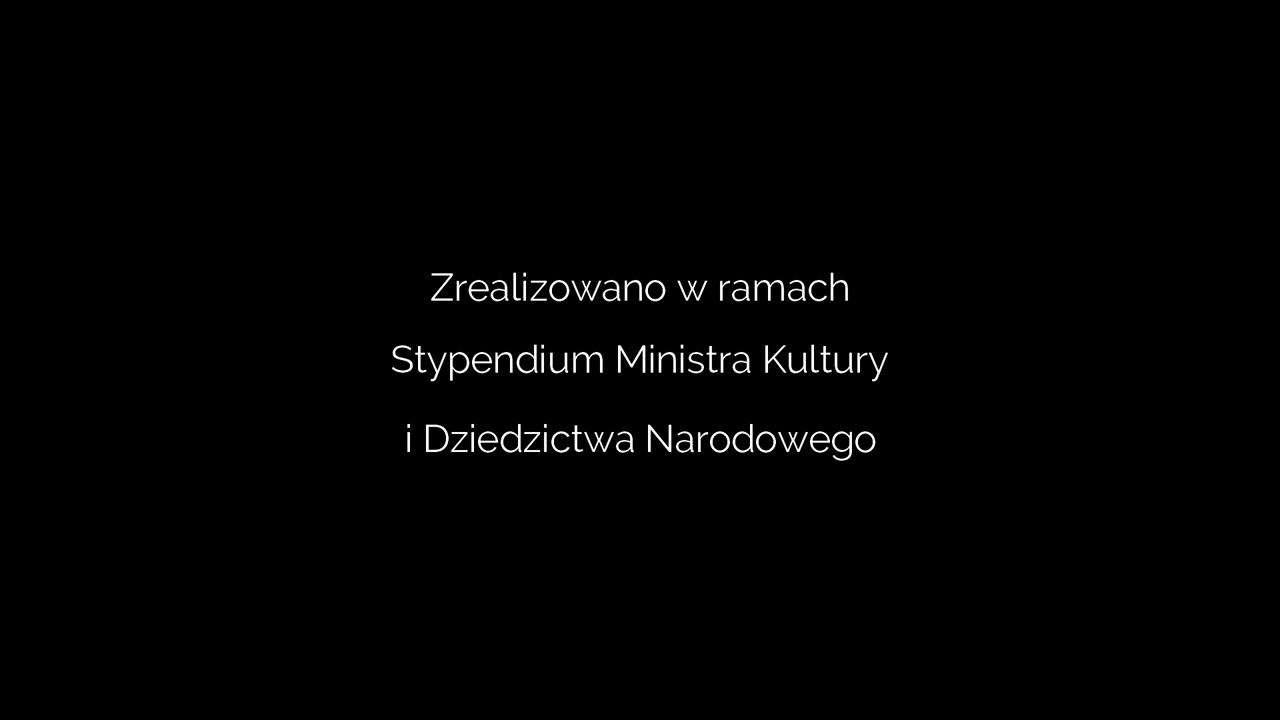 Zrealizowano w ramach
Stypendium Ministra Kultury
i Dziedzictwa Narodowego